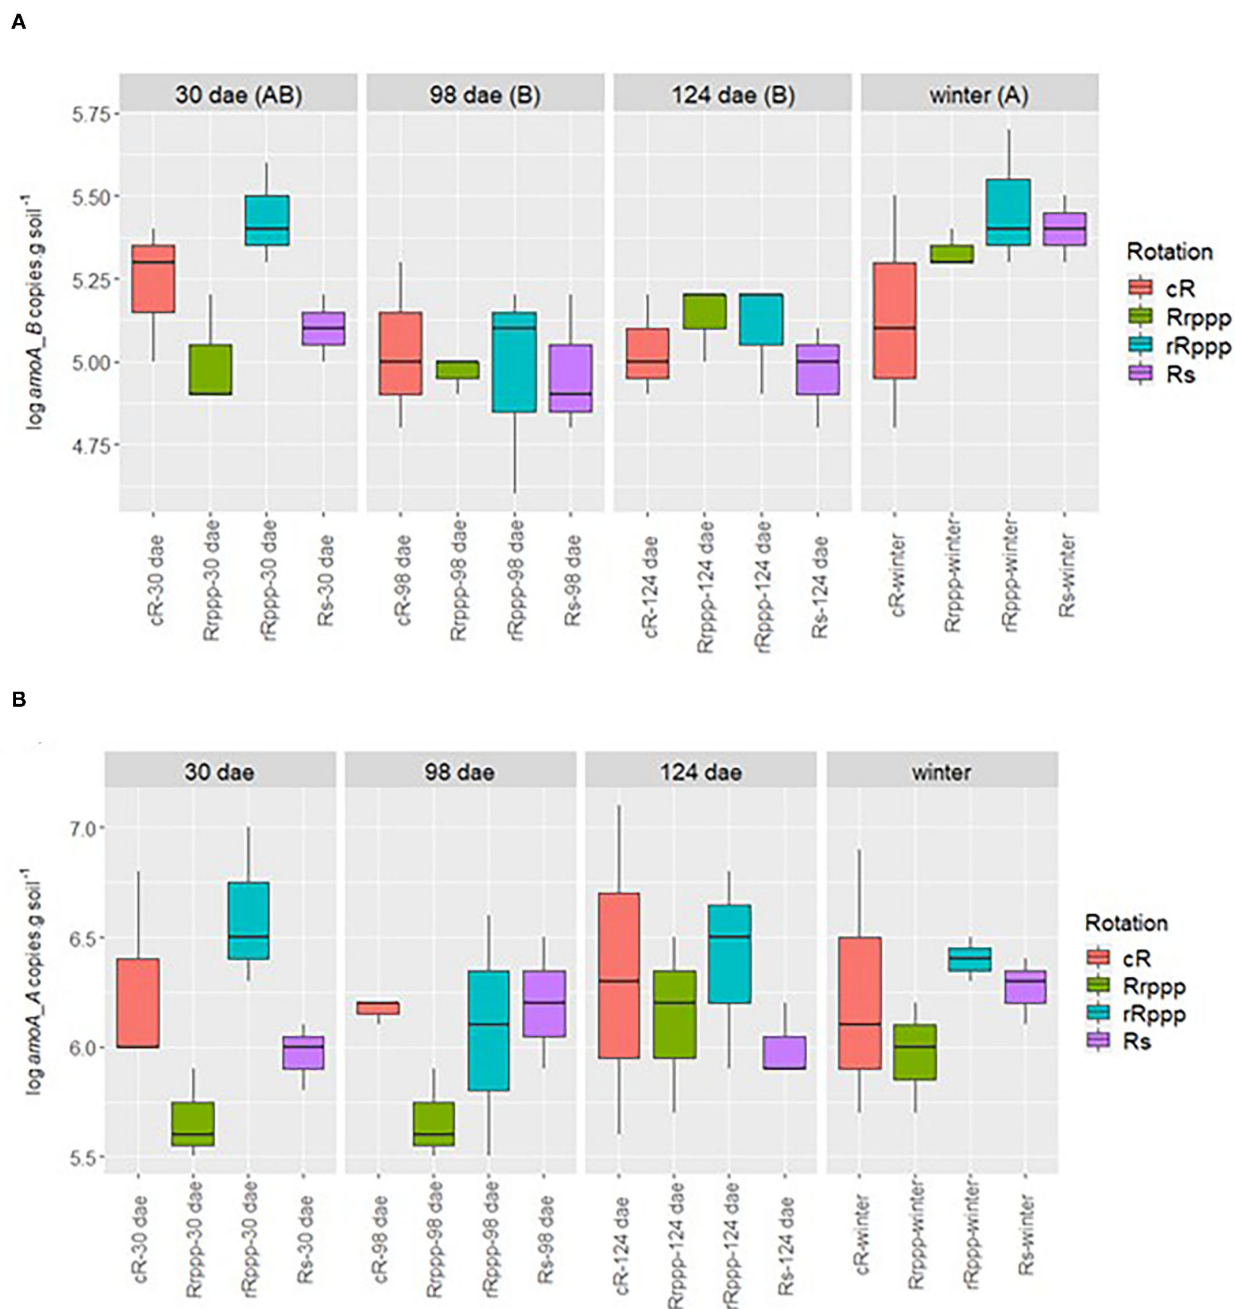 A
30 dae (AB) 98 dae (B) 124 dae (B) winter (A)
5.75
5.50
5.25
5.00
4.75
log amoA_B copies.g soil⁻¹
Rotation
cR
Rrppp
rRppp
Rs
cR-30 dae
Rrppp-30 dae
rRppp-30 dae
Rs-30 dae
cR-98 dae
Rrppp-98 dae
rRppp-98 dae
Rs-98 dae
cR-124 dae
Rrppp-124 dae
rRppp-124 dae
Rs-124 dae
cR-winter
Rrppp-winter
rRppp-winter
Rs-winter
B
30 dae 98 dae 124 dae winter
7.0
6.5
6.0
5.5
log amoA_A copies.g soil⁻¹
Rotation
cR
Rrppp
rRppp
Rs
cR-30 dae
Rrppp-30 dae
rRppp-30 dae
Rs-30 dae
cR-98 dae
Rrppp-98 dae
rRppp-98 dae
Rs-98 dae
cR-124 dae
Rrppp-124 dae
rRppp-124 dae
Rs-124 dae
cR-winter
Rrppp-winter
rRppp-winter
Rs-winter